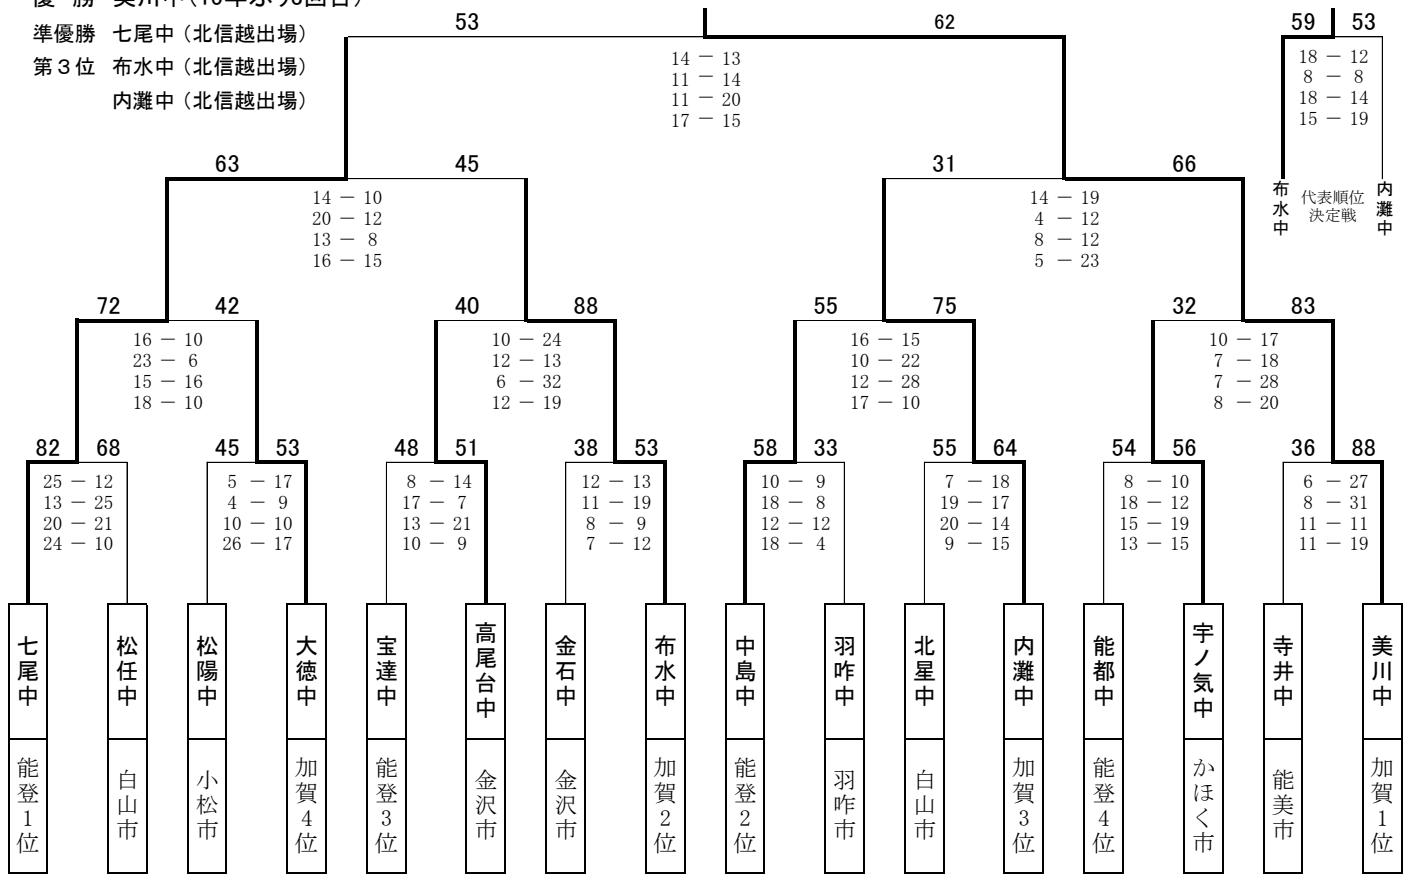 優　勝　美川中（10年ぶり
準優勝　七尾中（北信越出場）
第３位　布水中（北信越出場）
内灘中（北信越出場）
53 62
14 － 13
11 － 14
11 － 20
17 － 15
59 53
18 － 12
8 － 8
18 － 14
15 － 19
布水中
代表順位
決定戦
内灘中
63 45
14 － 10
20 － 12
13 － 8
16 － 15
31 66
14 － 19
4 － 12
8 － 12
5 － 23
72 42
16 － 10
23 － 6
15 － 16
18 － 10
40 88
10 － 24
12 － 13
6 － 32
12 － 19
55 75
16 － 15
10 － 22
12 － 28
17 － 10
32 83
10 － 17
7 － 18
7 － 28
8 － 20
82 68
25 － 12
13 － 25
20 － 21
24 － 10
45 53
5 － 17
4 － 9
10 － 10
26 － 17
48 51
8 － 14
17 － 7
13 － 21
10 － 9
38 53
12 － 13
11 － 19
8 － 9
7 － 12
58 33
10 － 9
18 － 8
12 － 12
18 － 4
55 64
7 － 18
19 － 17
20 － 14
9 － 15
54 56
8 － 10
18 － 12
15 － 19
13 － 15
36 88
6 － 27
8 － 31
11 － 11
11 － 19
七尾中
能登1位
松任中
白山市
松陽中
小松市
大徳中
加賀4位
宝達中
能登3位
高尾台中
金沢市
金石中
金沢市
布水中
加賀2位
中島中
能登2位
羽咋中
羽咋市
北星中
白山市
内灘中
加賀3位
能都中
能登4位
宇ノ気中
かほく市
寺井中
能美市
美川中
加賀1位